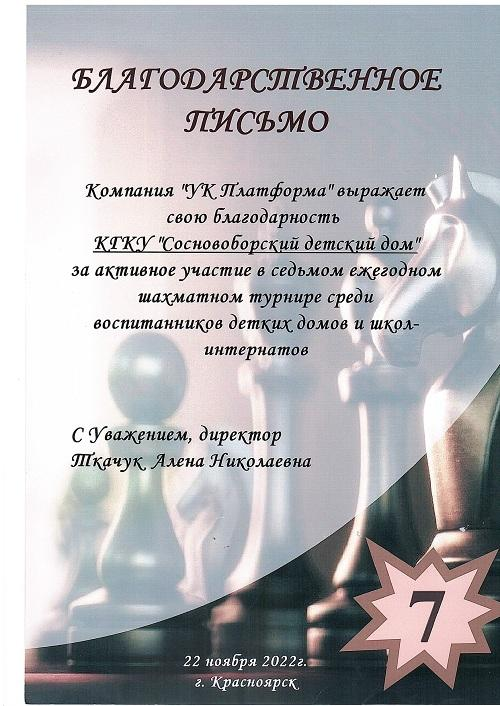 БЛАГОДАРСТВЕННОЕ
ПИСЬМО
Компания "УК Платформа" выражает
свою благодарность
КГКУ "Сосновоборский детский дом"
за активное участие в седьмом ежегодном
шахматном турнире среди
воспитанников детких домов и школ-
интернатов
С Уважением, директор
Ткачук Алена Николаевна
7
22 ноября 2022г.
г. Красноярск